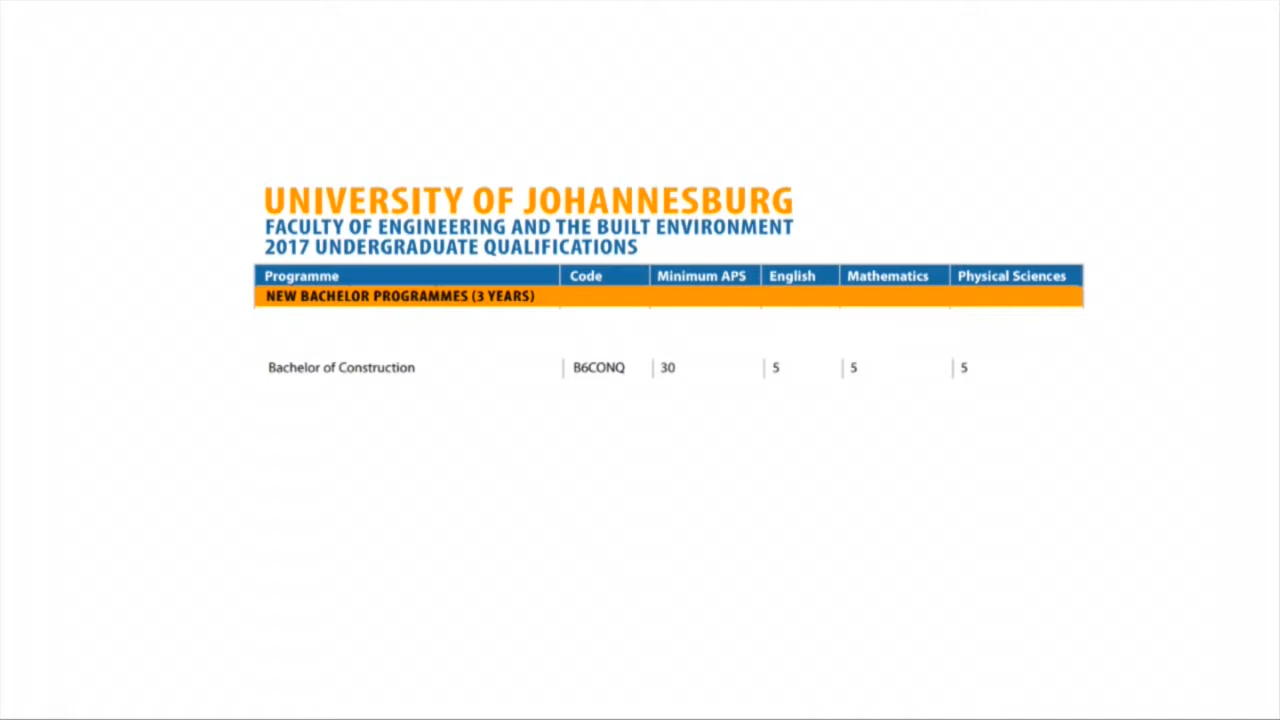 UNIVERSITY OF JOHANNESBURG
FACULTY OF ENGINEERING AND THE BUILT ENVIRONMENT
2017 UNDERGRADUATE QUALIFICATIONS
Programme Code Minimum APS English Mathematics Physical Sciences
NEW BACHELOR PROGRAMMES (3 YEARS)
Bachelor of Construction B6CONQ 30 5 5 5